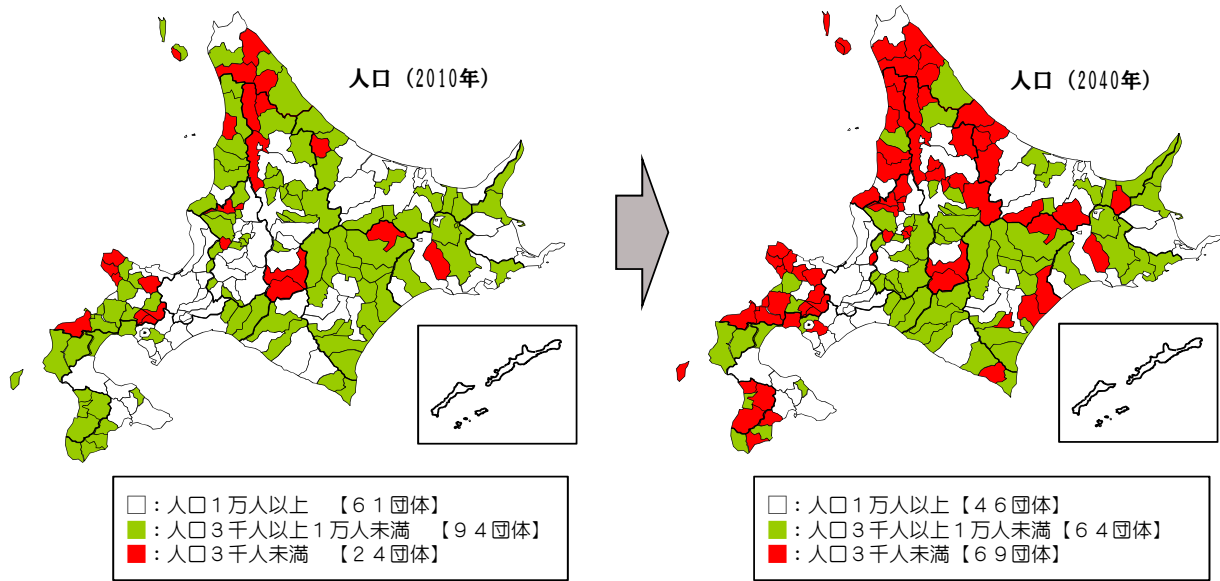 人口（2010年）
□：人口１万人以上　【６１団体】
■：人口３千人以上１万人未満　【９４団体】
■：人口３千人未満　【２４団体】
人口（2040年）
□：人口１万人以上【４６団体】
■：人口３千人以上１万人未満【６４団体】
■：人口３千人未満【６９団体】